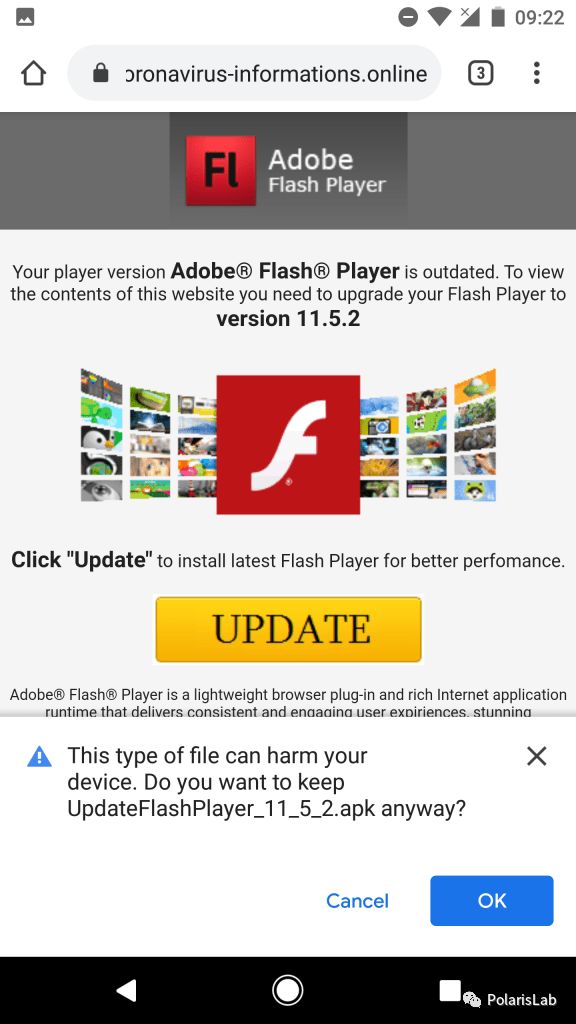 09:22
oronavirus-informations.online
3
Fl
Adobe
Flash Player
Your player version Adobe® Flash® Player is outdated. To view
the contents of this website you need to upgrade your Flash Player to
version 11.5.2
®
Click "Update" to install latest Flash Player for better perfomance.
UPDATE
Adobe® Flash® Player is a lightweight browser plug-in and rich Internet application
runtime that delivers consistent and engaging user expiriences, stunning
This type of file can harm your
device. Do you want to keep
UpdateFlashPlayer_11_5_2.apk anyway?
Cancel
OK
PolarisLab